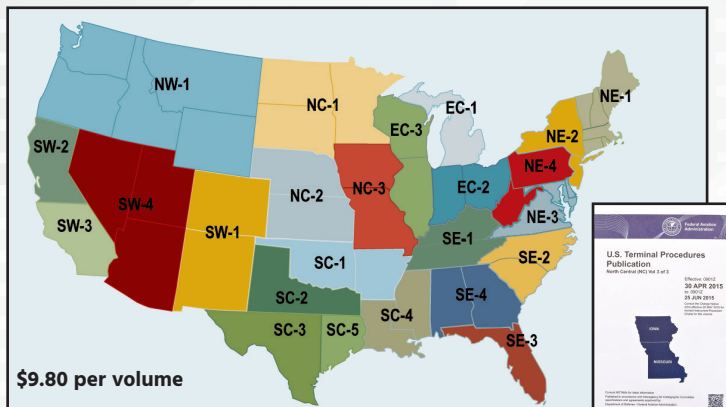 NW-1
NC-1
EC-1
NE-1
SW-2
EC-3
NE-2
NC-2
NC-3
EC-2
NE-4
SW-3
SW-4
SW-1
NE-3
SE-1
SC-1
SE-2
SC-2
SE-4
SC-3
SC-5
SC-4
SE-3
$9.80 per volume
Federal Aviation
Administration
U.S. Terminal Procedures
Publication
North Central (NC) Vol 3 of 3
Effective: 0901Z
30 APR 2015
to: 0901Z
25 JUN 2015
IOWA
MISSOURI